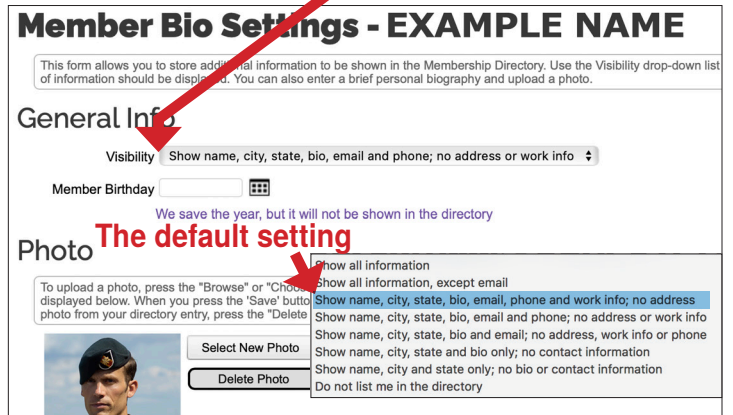 Member Bio Settings - EXAMPLE NAME
This form allows you to store additional information to be shown in the Membership Directory. Use the Visibility drop-down list
of information should be displayed. You can also enter a brief personal biography and upload a photo.
General Info
Visibility Show name, city, state, bio, email and phone; no address or work info
Member Birthday
We save the year, but it will not be shown in the directory
Photo
The default setting
To upload a photo, press the "Browse" or "Choos
displayed below. When you press the 'Save' butto
photo from your directory entry, press the "Delete
Select New Photo
Delete Photo
Show all information
Show all information, except email
Show name, city, state, bio, email, phone and work info; no address
Show name, city, state, bio, email and phone; no address or work info
Show name, city, state, bio and email; no address, work info or phone
Show name, city, state and bio only; no contact information
Show name, city and state only; no bio or contact information
Do not list me in the directory